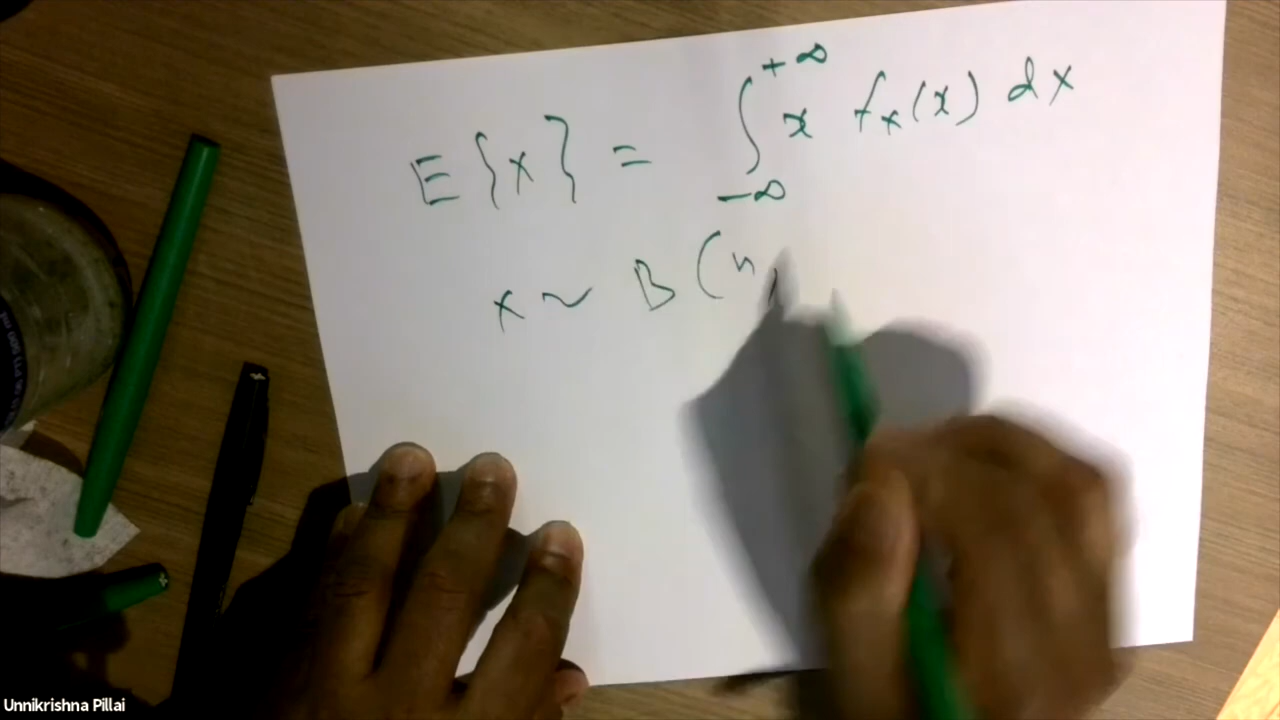 E{x} = ∫_{-∞}^{+∞} x f_x(x) dx
x ~ B(n,
Unnikrishna Pillai